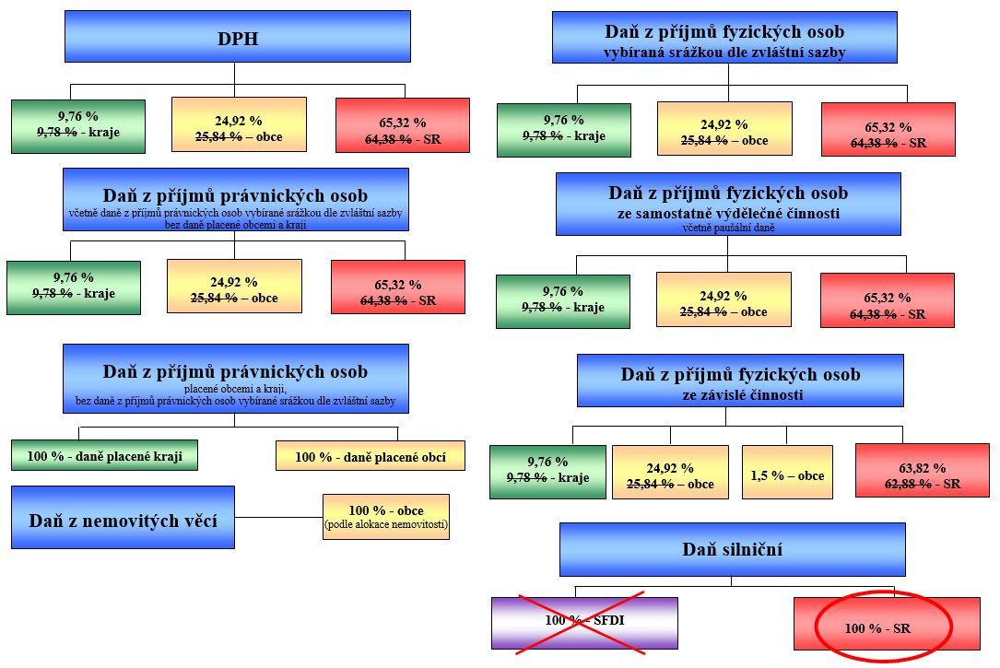 DPH
9,76 %
9,78 % - kraje
24,92 %
25,84 % – obce
65,32 %
64,38 % - SR
Daň z příjmů právnických osob
včetně daně z příjmů právnických osob vybírané srážkou dle zvláštní sazby
bez daně placené obcemi a kraji
9,76 %
9,78 % - kraje
24,92 %
25,84 % – obce
65,32 %
64,38 % - SR
Daň z příjmů právnických osob
placené obcemi a kraji,
bez daně z příjmů právnických osob vybírané srážkou dle zvláštní sazby
100 % - daně placené kraji
100 % - daně placené obcí
Daň z nemovitých věcí
100 % - obce
(podle alokace nemovitosti)
Daň z příjmů fyzických osob
vybíraná srážkou dle zvláštní sazby
9,76 %
9,78 % - kraje
24,92 %
25,84 % – obce
65,32 %
64,38 % - SR
Daň z příjmů fyzických osob
ze samostatně výdělečné činnosti
včetně paušální daně
9,76 %
9,78 % - kraje
24,92 %
25,84 % – obce
65,32 %
64,38 % - SR
Daň z příjmů fyzických osob
ze závislé činnosti
9,76 %
9,78 % - kraje
24,92 %
25,84 % – obce
1,5 % – obce
63,82 %
62,88 % - SR
Daň silniční
100 % - SFDI
100 % - SR